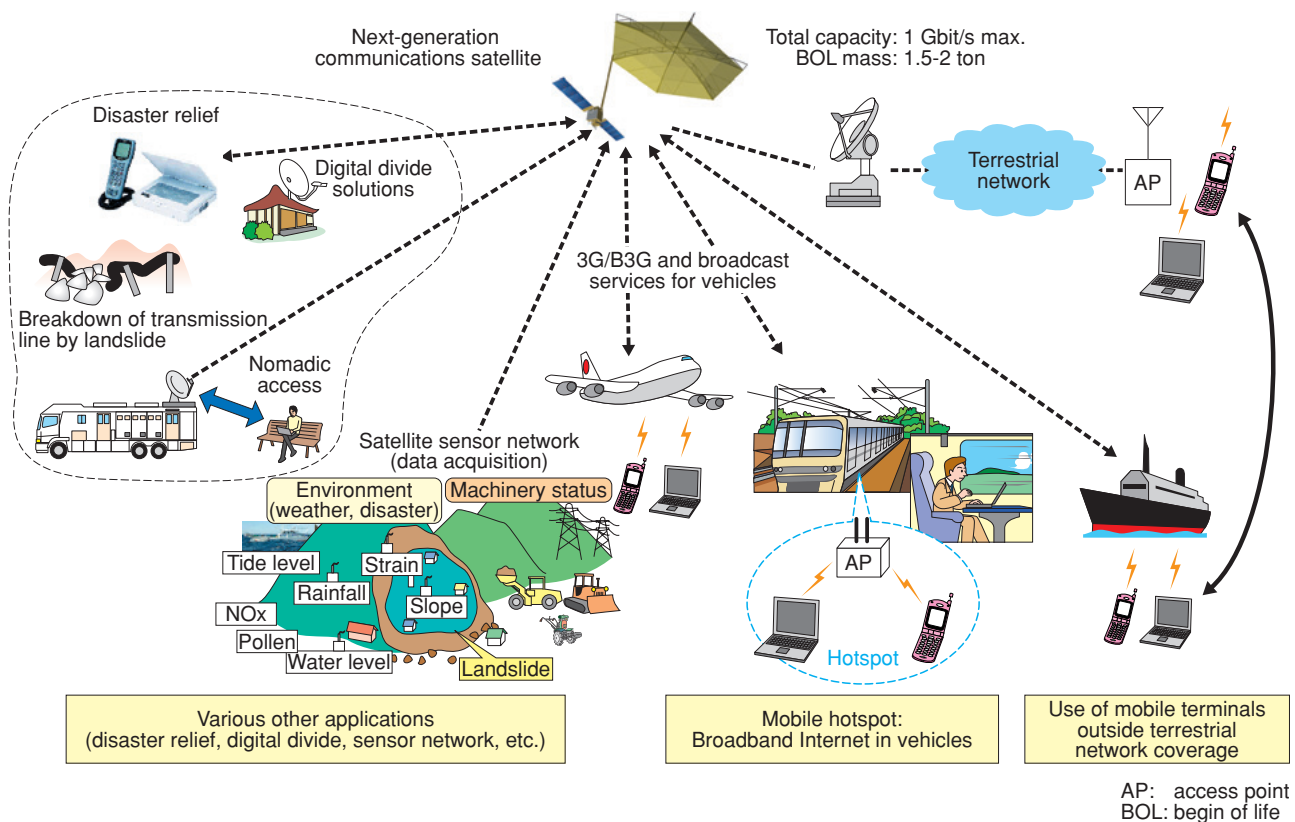 Next-generation
communications satellite
Total capacity: 1 Gbit/s max.
BOL mass: 1.5-2 ton
Disaster relief
Digital divide
solutions
Terrestrial
network
AP
3G/B3G and broadcast
services for vehicles
Breakdown of transmission
line by landslide
Nomadic
access
Satellite sensor network
(data acquisition)
Environment
(weather, disaster)
Machinery status
Tide level
Strain
Rainfall
Slope
NOx
Pollen
Water level
Landslide
AP
Hotspot
Various other applications
(disaster relief, digital divide, sensor network, etc.)
Mobile hotspot:
Broadband Internet in vehicles
Use of mobile terminals
outside terrestrial
network coverage
AP: access point
BOL: begin of life